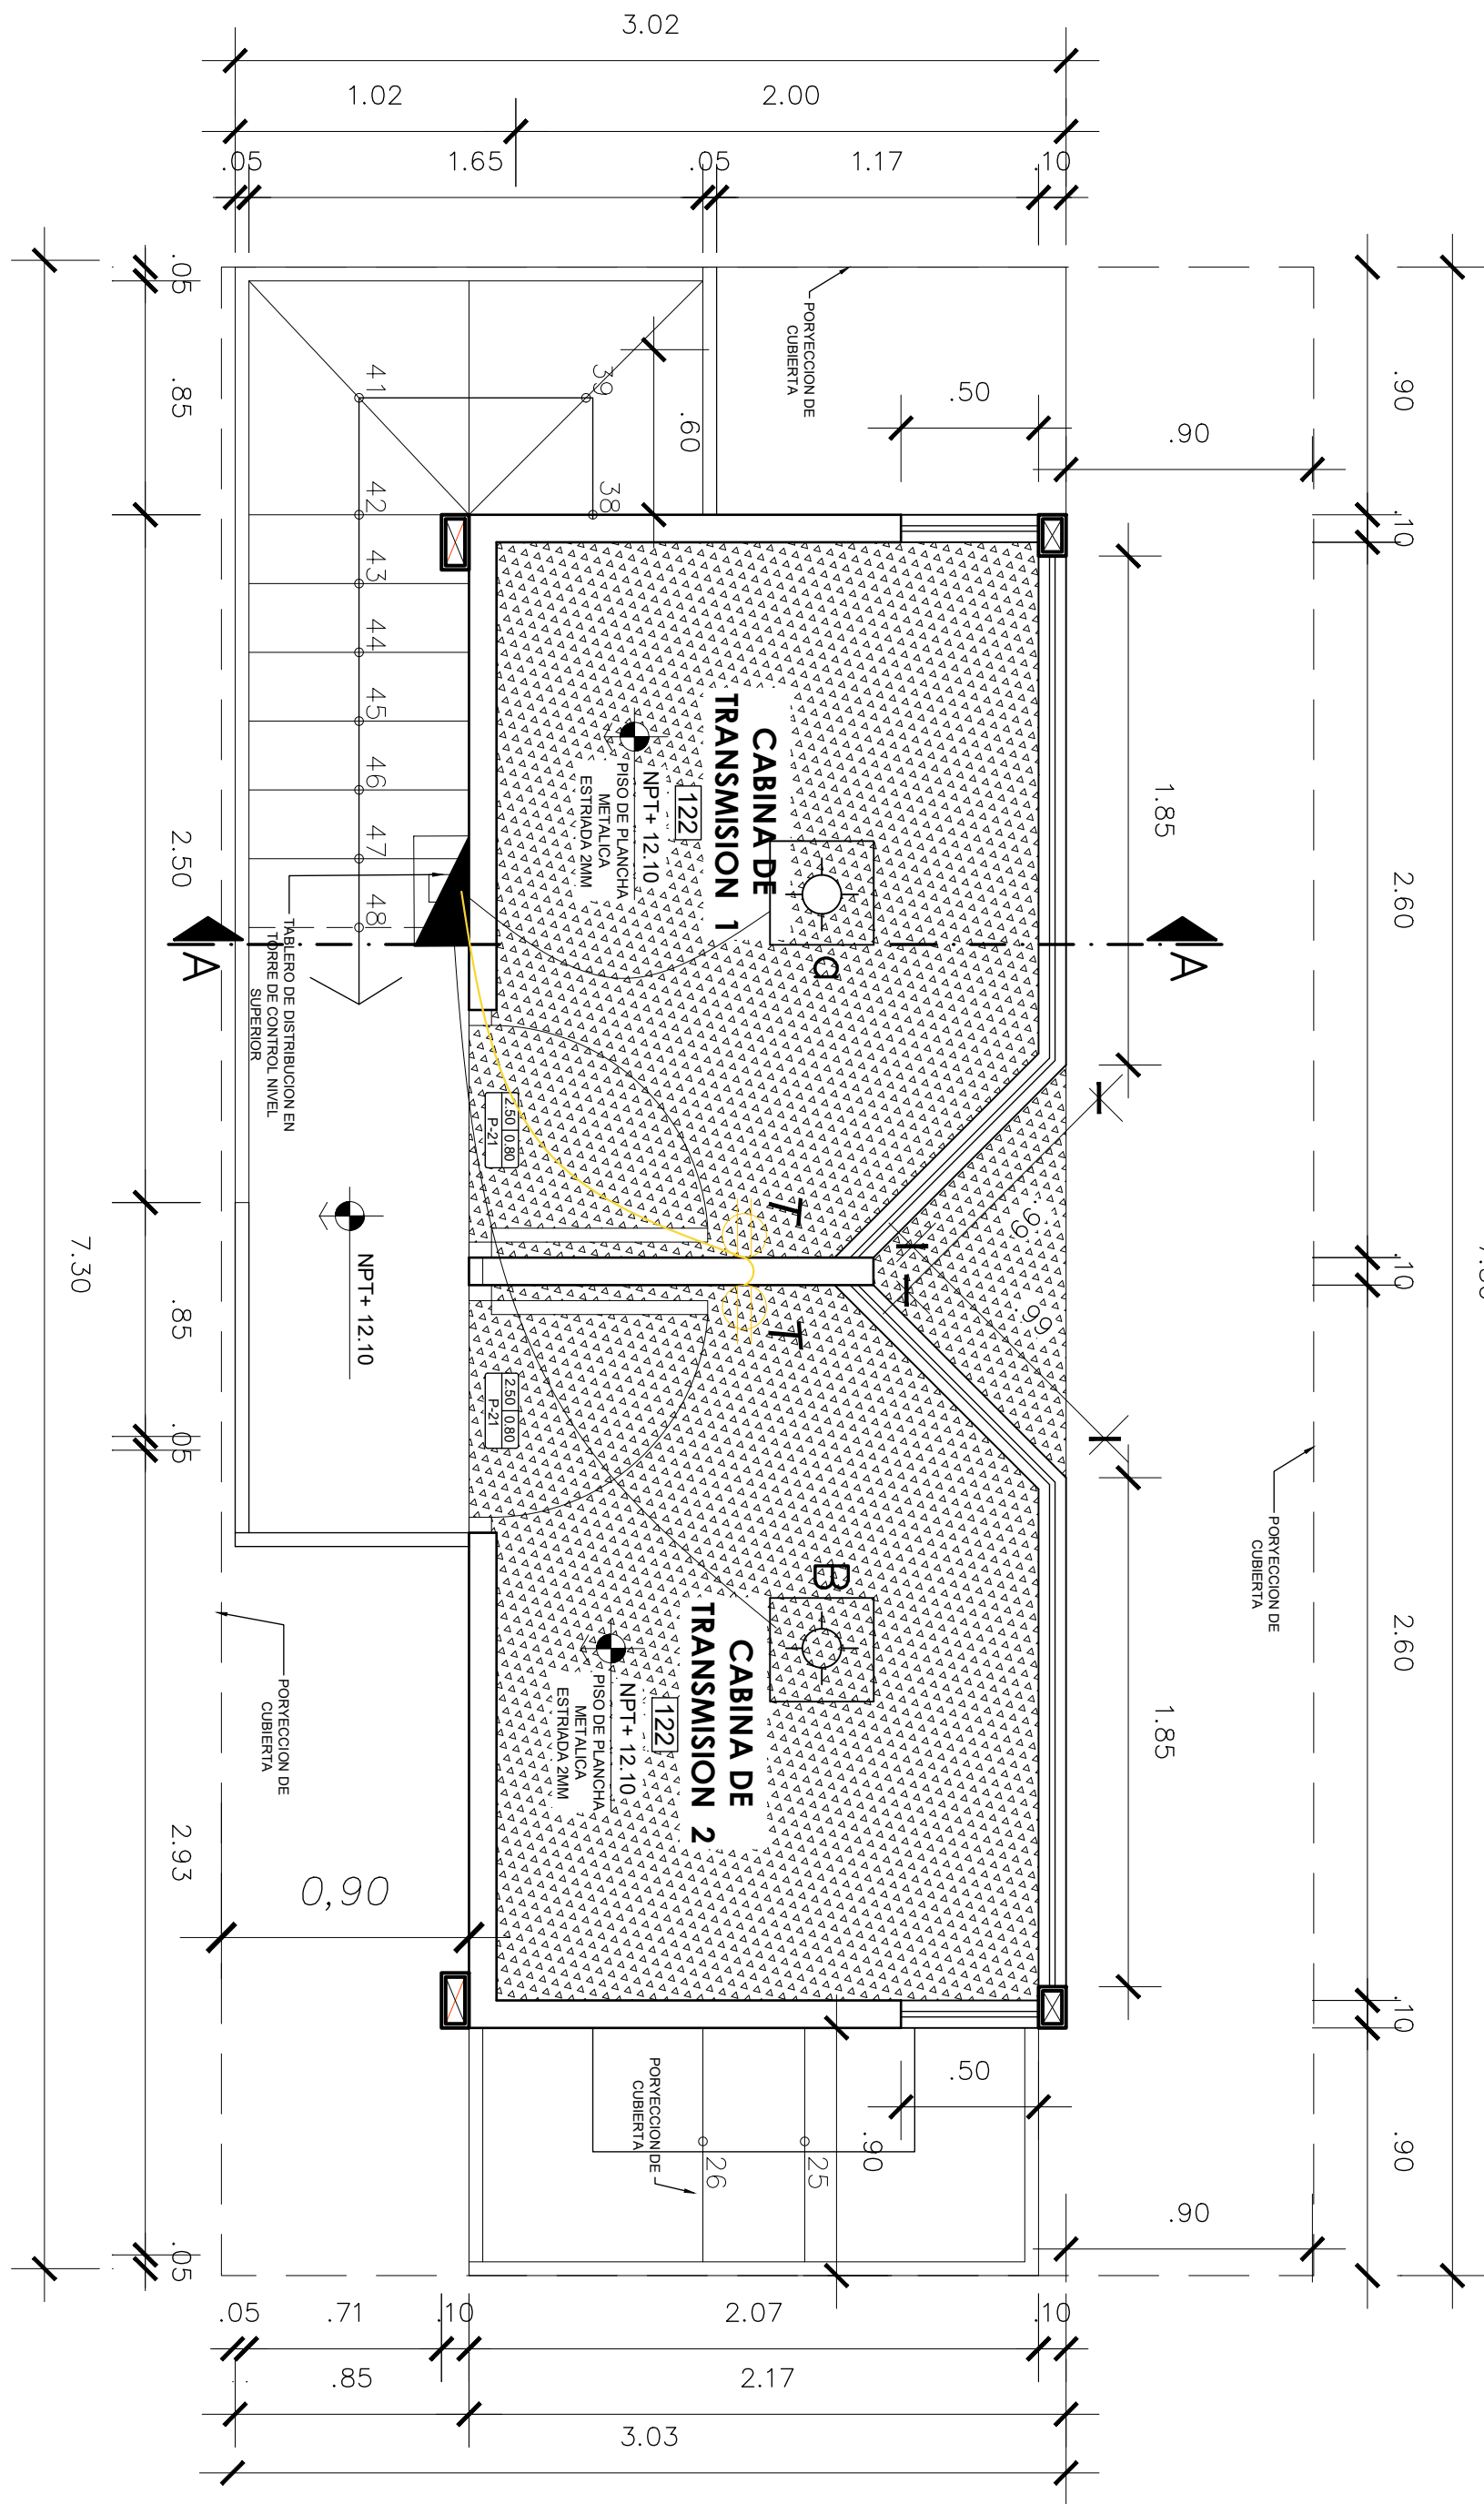 3.02
1.02
2.00
.05
1.65
.05
1.17
.10
.05
.85
2.50
.85
.05
2.93
.05
7.30
.90
.10
2.60
.10
2.60
.10
.90
PORYECCION DE
CUBIERTA
.50
.90
.60
38
39
41
42
43
44
45
46
47
48
1.85
CABINA DE
TRANSMISION 1
122
NPT+ 12.10
PISO DE PLANCHA
METALICA
ESTRIADA 2MM
a
A
A
TABLERO DE DISTRIBUCION EN
TORRE DE CONTROL NIVEL
SUPERIOR
2.50 0.80
P-21
T
T
.99
.99
NPT+ 12.10
2.50 0.80
P-21
PORYECCION DE
CUBIERTA
B
CABINA DE
TRANSMISION 2
122
NPT+ 12.10
PISO DE PLANCHA
METALICA
ESTRIADA 2MM
1.85
PORYECCION DE
CUBIERTA
0,90
PORYECCION DE
CUBIERTA
.50
.90
25
26
.90
.05
.71
.10
2.07
.10
.85
2.17
3.03